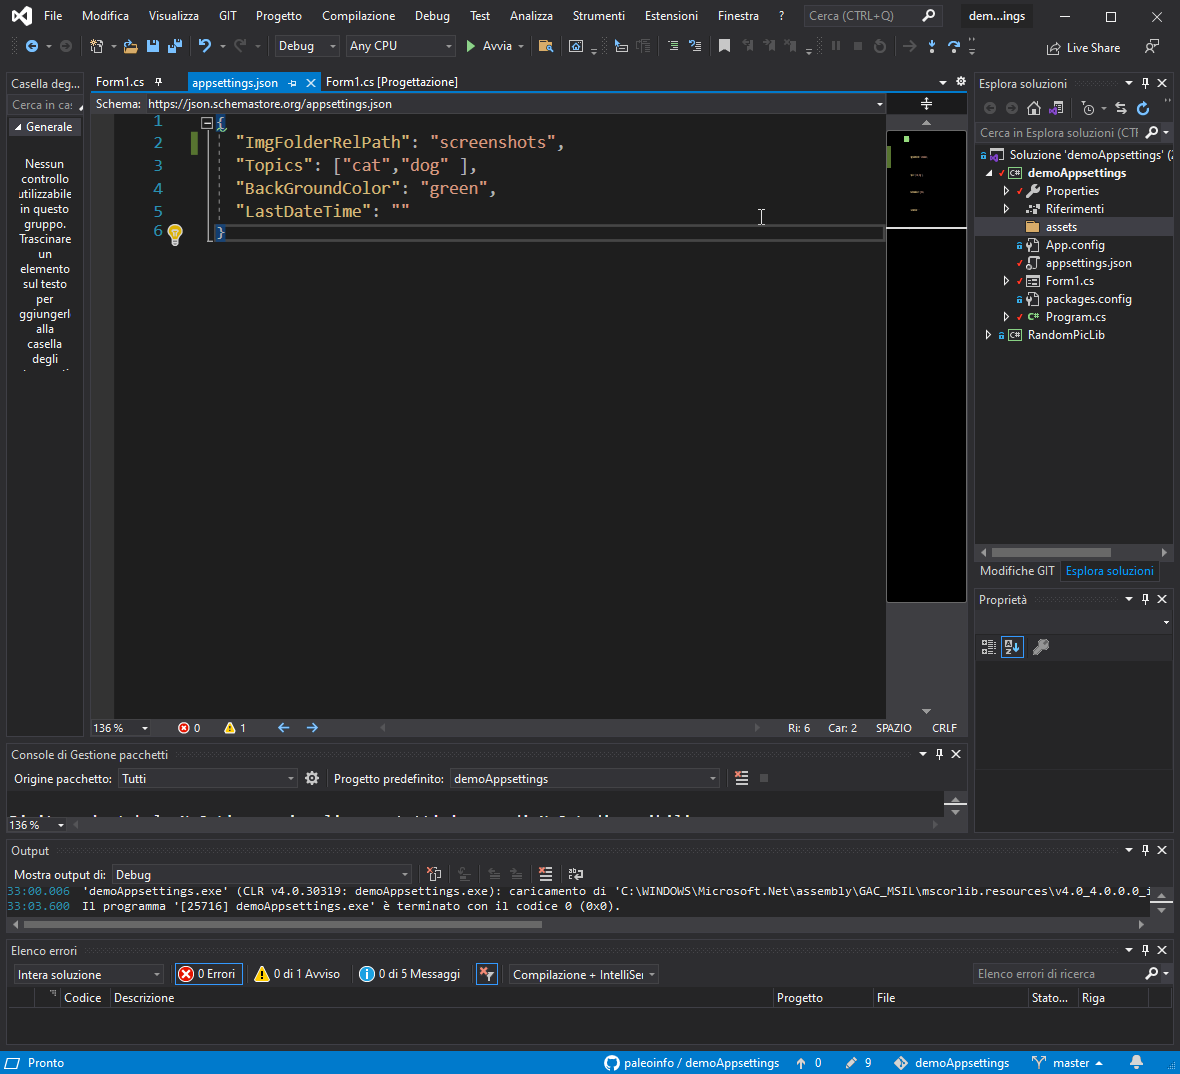 File Modifica Visualizza GIT Progetto Compilazione Debug Test Analizza Strumenti Estensioni Finestra ? Cerca (CTRL+Q) dem...ings
Debug Any CPU Avvia Live Share
Casella deg...
Cerca in cas
Generale
Nessun
controllo
utilizzabile
in questo
gruppo.
Trascinare
un
elemento
sul testo
per
ggiungerl
alla
casella
degli
Form1.cs appsettings.json Form1.cs [Progettazione]
Schema: https://json.schemastore.org/appsettings.json
1 {
2 "ImgFolderRelPath": "screenshots",
3 "Topics": ["cat","dog" ],
4 "BackGroundColor": "green",
5 "LastDateTime": ""
6 }
136 % 0 1 Ri: 6 Car: 2 SPAZIO CRLF
Esplora soluzioni
Cerca in Esplora soluzioni (CTF
Soluzione 'demoAppsettings' (2
demoAppsettings
Properties
Riferimenti
assets
App.config
appsettings.json
Form1.cs
packages.config
C# Program.cs
RandomPicLib
Modifiche GIT Esplora soluzioni
Proprietà
Console di Gestione pacchetti
Origine pacchetto: Tutti Progetto predefinito: demoAppsettings
136 %
Output
Mostra output di: Debug
33:00.006 'demoAppsettings.exe' (CLR v4.0.30319: demoAppsettings.exe): caricamento di 'C:\WINDOWS\Microsoft.Net\assembly\GAC_MSIL\mscorlib.resources\v4.0_4.0.0.0_i
33:03.600 Il programma '[25716] demoAppsettings.exe' è terminato con il codice 0 (0x0).
Elenco errori
Intera soluzione 0 Errori 0 di 1 Avviso 0 di 5 Messaggi Compilazione + IntelliSe Elenco errori di ricerca
Codice Descrizione Progetto File Stato... Riga
Pronto paleoinfo / demoAppsettings 0 9 demoAppsettings master